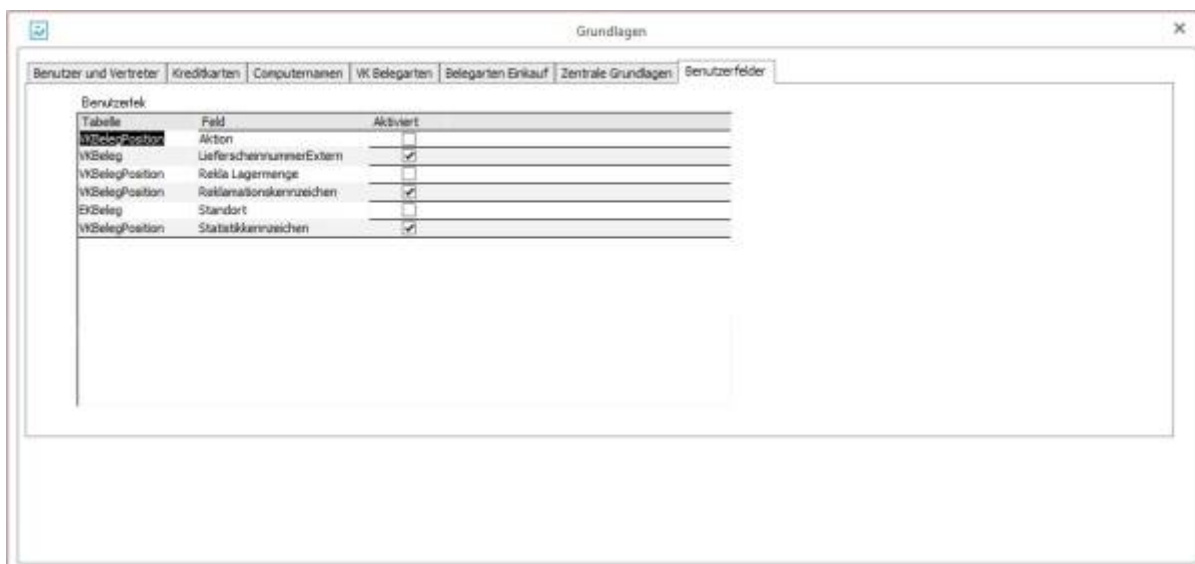 Grundlagen
Benutzer und Vertreter Kreditkarten Computernamen VK Belegarten Belegarten Einkauf Zentrale Grundlagen Benutzerfelder
Benutzerfek
Tabelle Feld Aktiviert
VKBelegPosition Aktion
VKBeleg LieferscheinnummerExtern
VKBelegPosition Rekla Lagermenge
VKBelegPosition Reklamationskennzeichen
EKBeleg Standort
VKBelegPosition Statistikkennzeichen